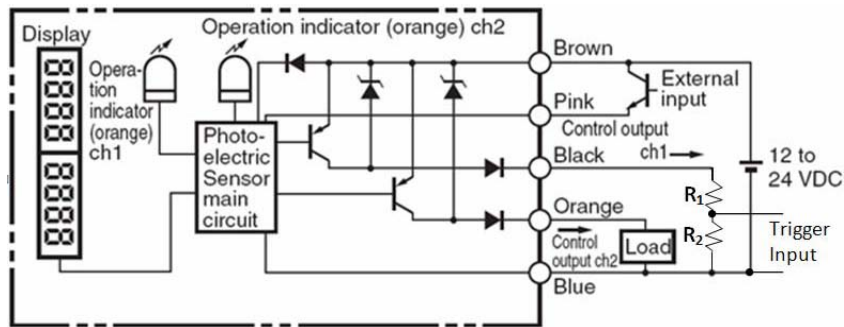 Display
Operation indicator (orange) ch2
Opera-
tion
indicator
(orange)
ch1
Photo-
electric
Sensor
main
circuit
Brown
Pink
External
input
Control output
ch1
Black
12 to
24 VDC
R1
Orange
R2
Trigger
Input
Control
output ch2
Load
Blue